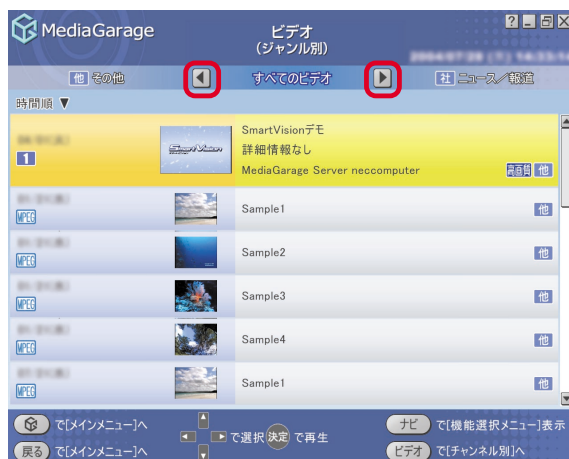 MediaGarage
ビデオ
(ジャンル別)
他 その他
すべてのビデオ
社 ニュース／報道
時間順 ▼
SmartVisionデモ
1
SmartVision
詳細情報なし
MediaGarage Server neccomputer
高画質 他
MPEG
Sample1
他
MPEG
Sample2
他
MPEG
Sample3
他
MPEG
Sample4
他
MPEG
Sample1
他
で[メインメニュー]へ
で選択 決定 で再生
ナビ で[機能選択メニュー]表示
戻る で[メインメニュー]へ
ビデオ で[チャンネル別]へ